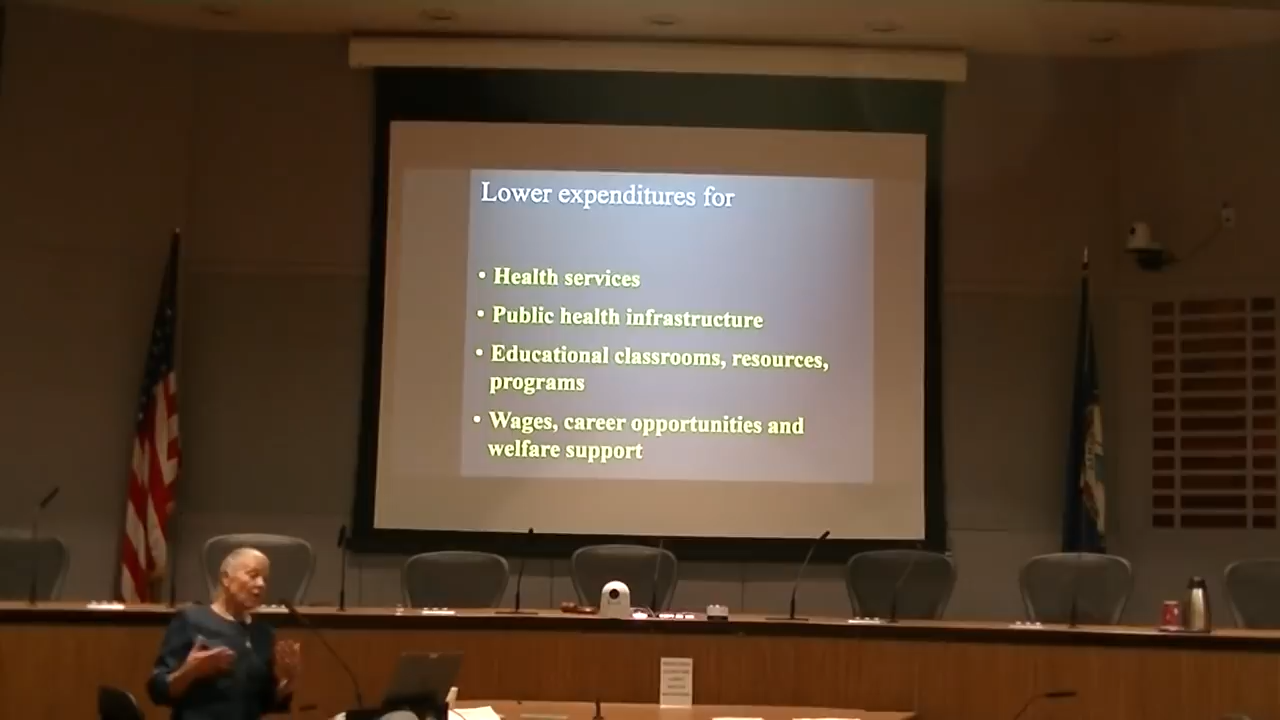 Lower expenditures for
• Health services
• Public health infrastructure
• Educational classrooms, resources,
programs
• Wages, career opportunities and
welfare support